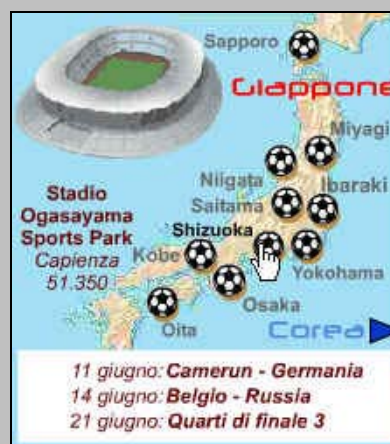 Sapporo
Giappone
Miyagi
Niigata
Ibaraki
Saitama
Stadio
Ogasayama
Sports Park
Capienza
51.350
Shizuoka
Kobe
Yokohama
Osaka
Oita
Corea
11 giugno: Camerun - Germania
14 giugno: Belgio - Russia
21 giugno: Quarti di finale 3